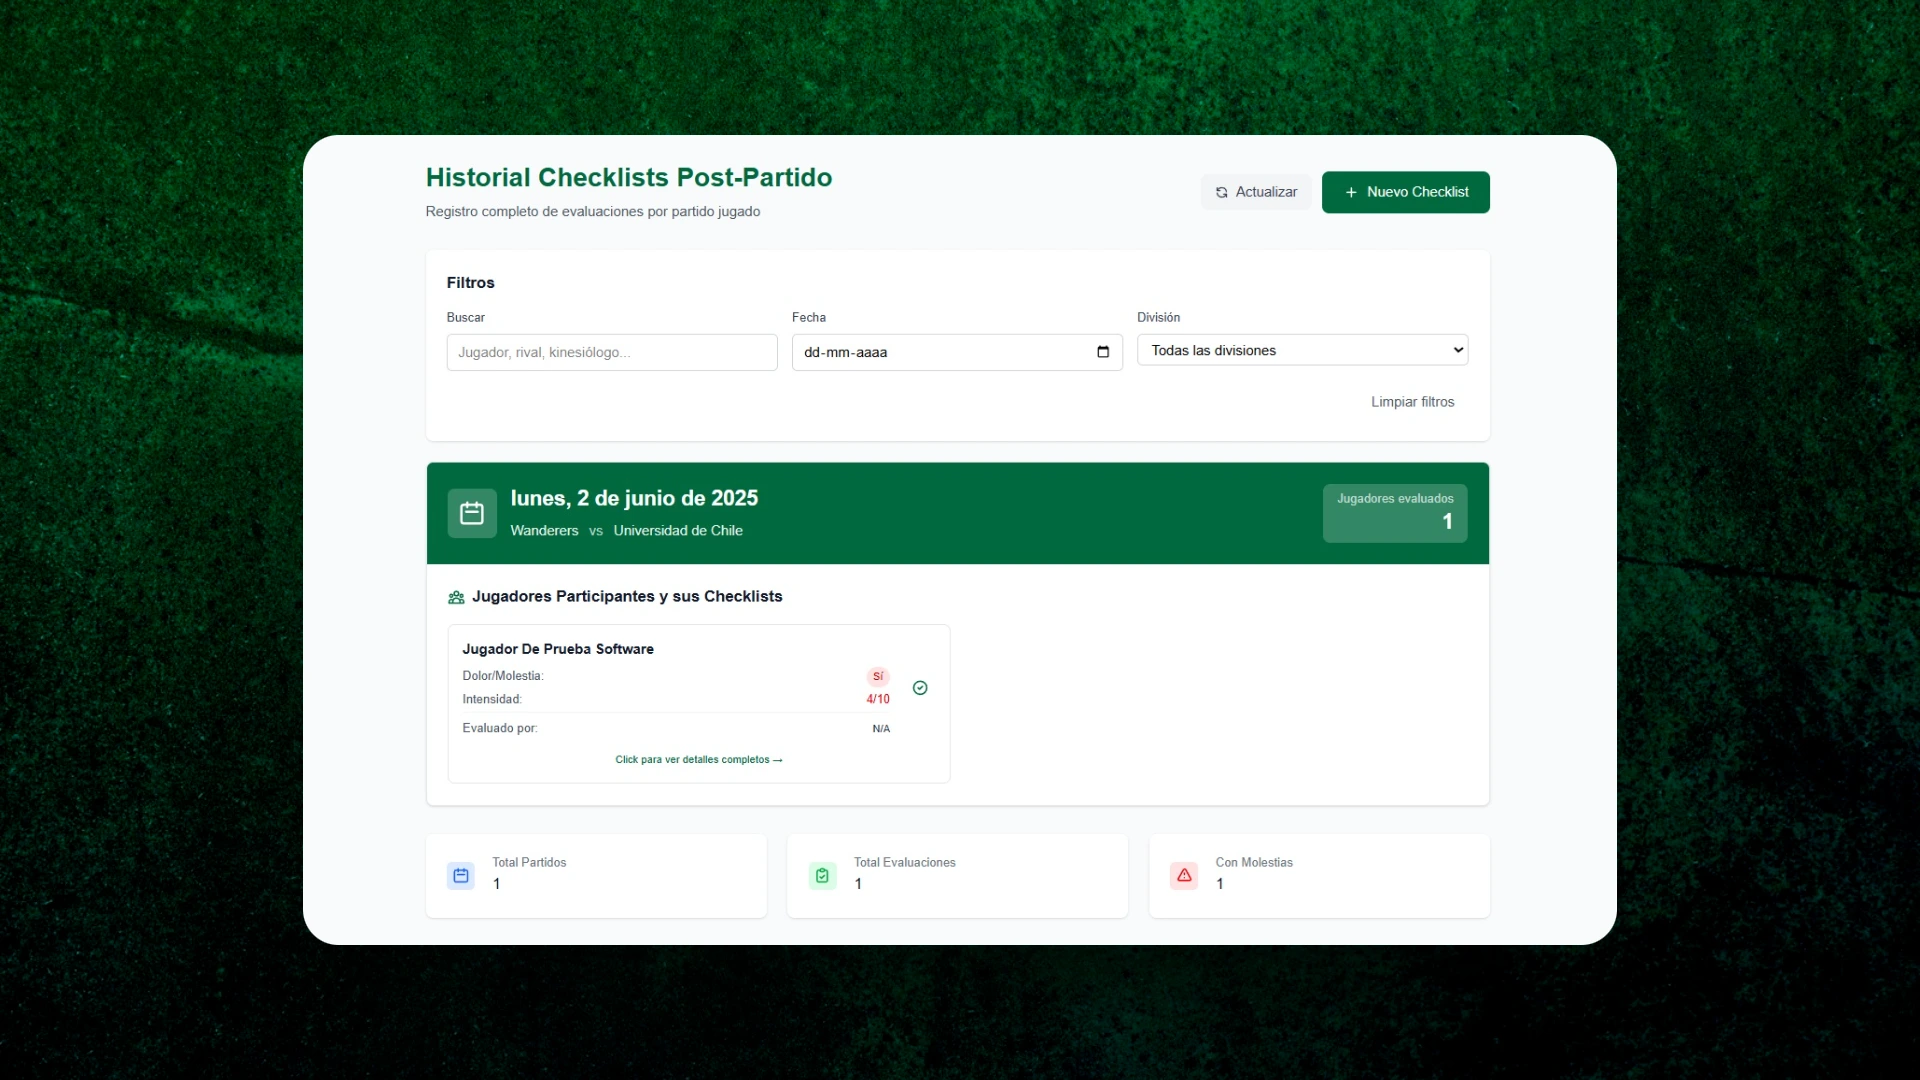 Historial Checklists Post-Partido
Registro completo de evaluaciones por partido jugado
Actualizar
+ Nuevo Checklist
Filtros
Buscar
Jugador, rival, kinesiólogo...
Fecha
dd-mm-aaaa
División
Todas las divisiones
Limpiar filtros
lunes, 2 de junio de 2025
Wanderers vs Universidad de Chile
Jugadores evaluados
1
Jugadores Participantes y sus Checklists
Jugador De Prueba Software
Dolor/Molestia: Sí
Intensidad: 4/10
Evaluado por: N/A
Click para ver detalles completos →
Total Partidos
1
Total Evaluaciones
1
Con Molestias
1